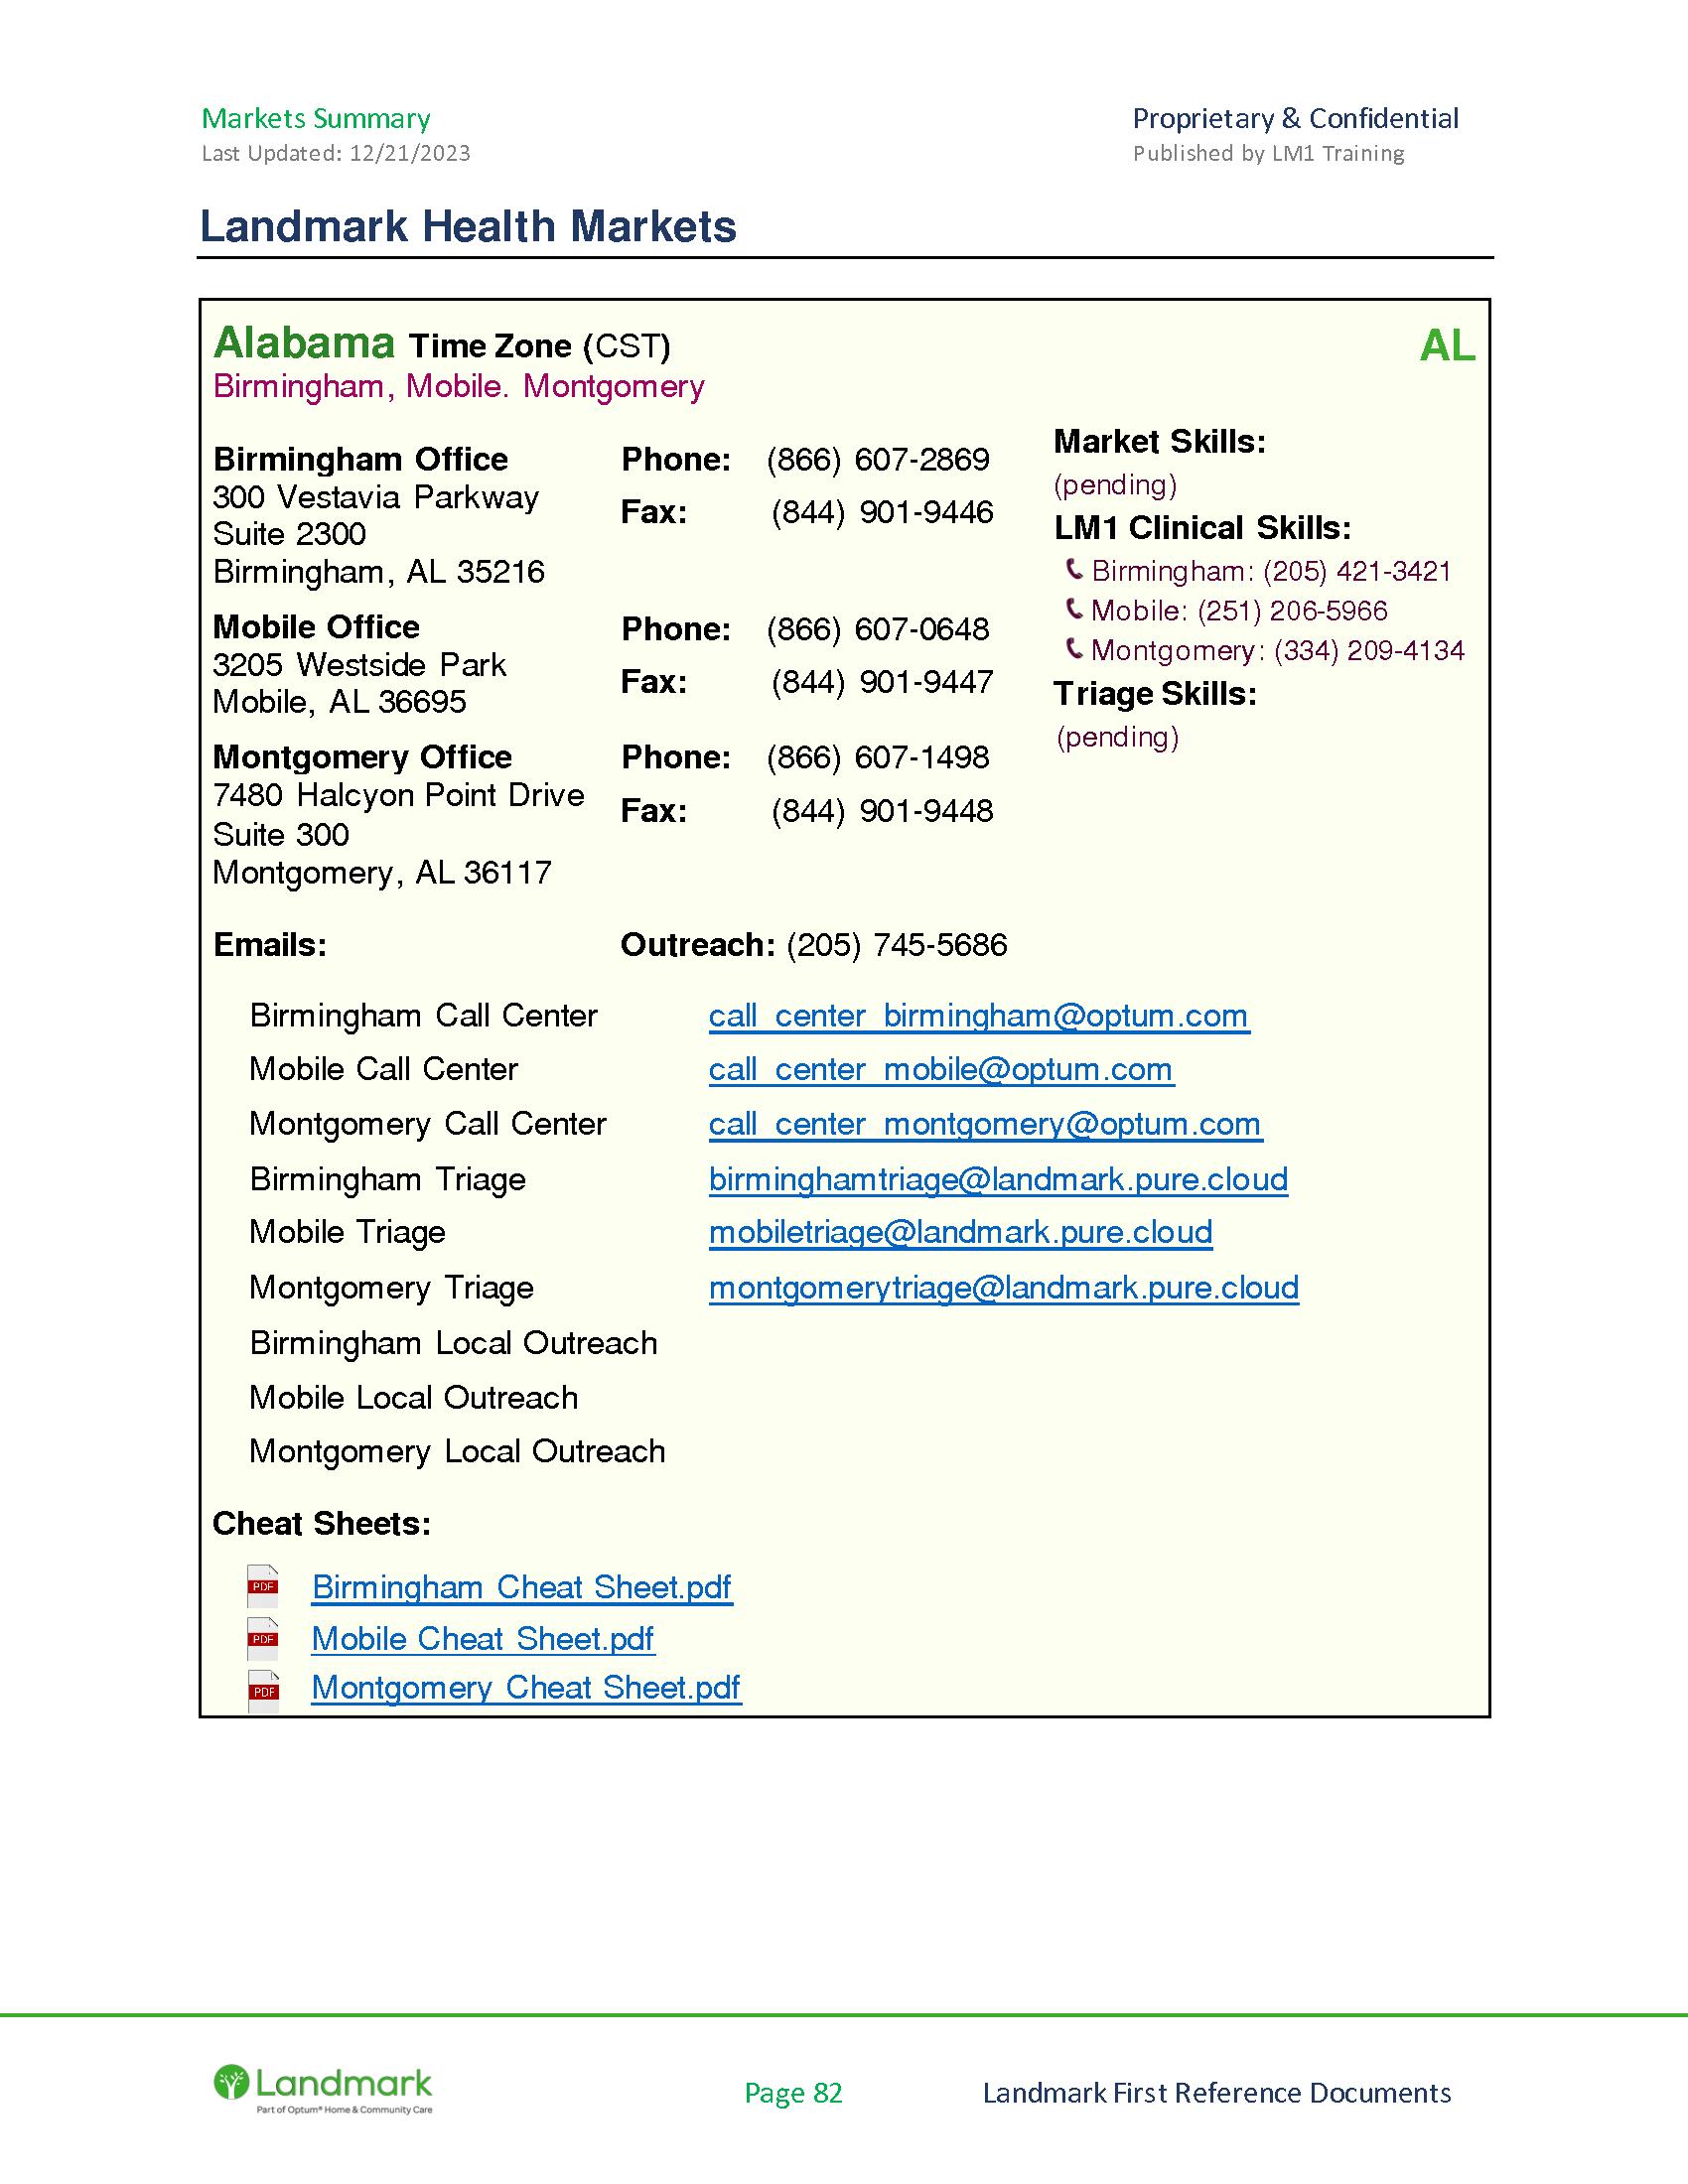 Markets Summary
Last Updated: 12/21/2023
Proprietary & Confidential
Published by LM1 Training
Landmark Health Markets
Alabama Time Zone (CST)
AL
Birmingham, Mobile. Montgomery
Birmingham Office
300 Vestavia Parkway
Suite 2300
Birmingham, AL 35216
Phone: (866) 607-2869
Fax: (844) 901-9446
Mobile Office
3205 Westside Park
Mobile, AL 36695
Phone: (866) 607-0648
Fax: (844) 901-9447
Montgomery Office
7480 Halcyon Point Drive
Suite 300
Montgomery, AL 36117
Phone: (866) 607-1498
Fax: (844) 901-9448
Market Skills:
(pending)
LM1 Clinical Skills:
Birmingham: (205) 421-3421
Mobile: (251) 206-5966
Montgomery: (334) 209-4134
Triage Skills:
(pending)
Emails:
Outreach: (205) 745-5686
Birmingham Call Center call_center_birmingham@optum.com
Mobile Call Center call_center_mobile@optum.com
Montgomery Call Center call_center_montgomery@optum.com
Birmingham Triage birminghamtriage@landmark.pure.cloud
Mobile Triage mobiletriage@landmark.pure.cloud
Montgomery Triage montgomerytriage@landmark.pure.cloud
Birmingham Local Outreach
Mobile Local Outreach
Montgomery Local Outreach
Cheat Sheets:
PDF Birmingham Cheat Sheet.pdf
PDF Mobile Cheat Sheet.pdf
PDF Montgomery Cheat Sheet.pdf
Landmark
Part of Optum® Home & Community Care
Page 82
Landmark First Reference Documents